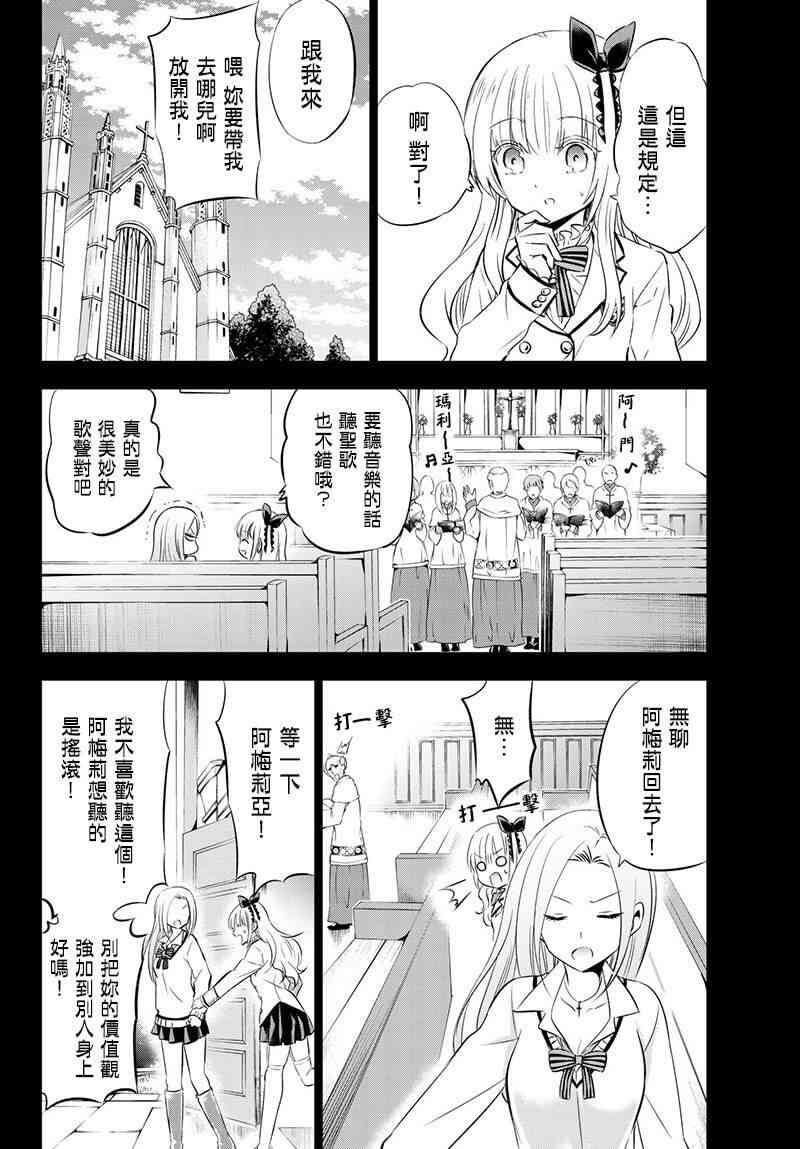 但這
這是規定…
啊 對了！
跟我來
喂 妳要帶我
去哪兒啊
放開我！
阿～門♪
瑪利～亞～♬
要聽音樂的話
聽聖歌
也不錯哦？
真的是
很美妙的
歌聲對吧
無聊
阿梅莉回去了！
無…
打一擊
打一擊
等一下
阿梅莉亞！
我不喜歡聽這個！
阿梅莉想聽的
是搖滾！
別把妳的價值觀
強加到別人身上
好嗎！